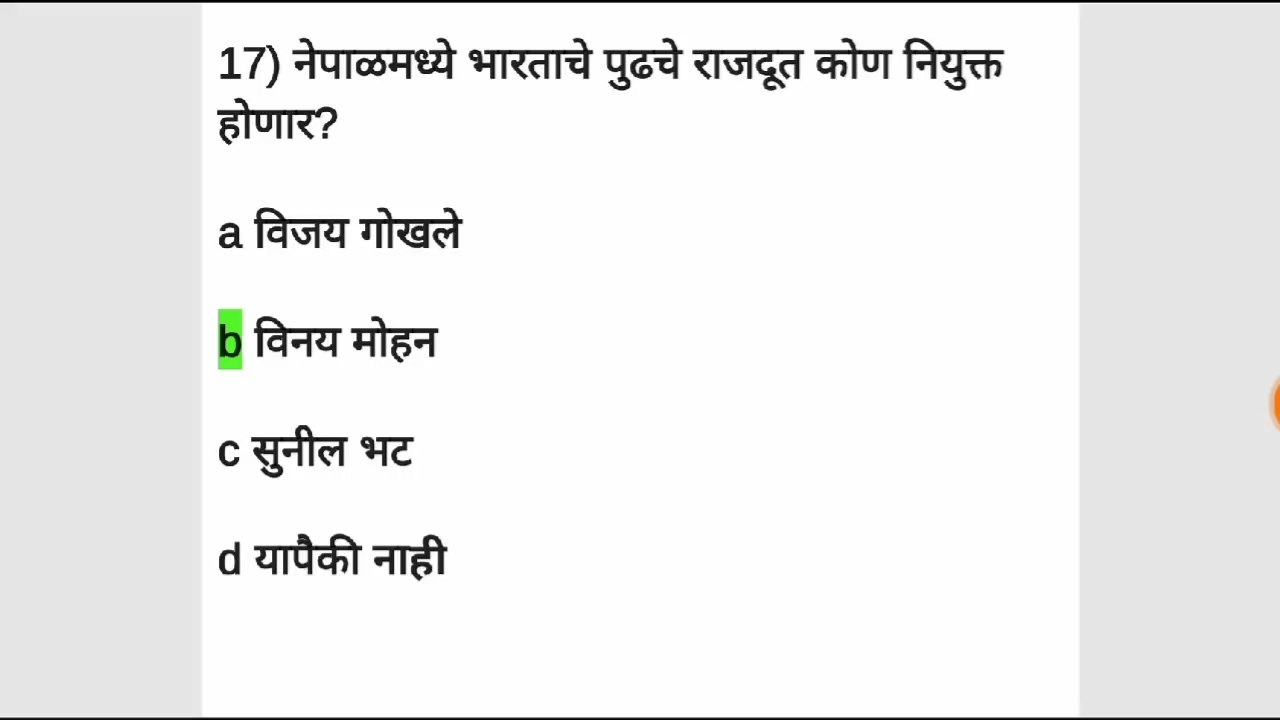 17) नेपाळमध्ये भारताचे पुढचे राजदूत कोण नियुक्त
होणार?
a विजय गोखले
b विनय मोहन
c सुनील भट
d यापैकी नाही